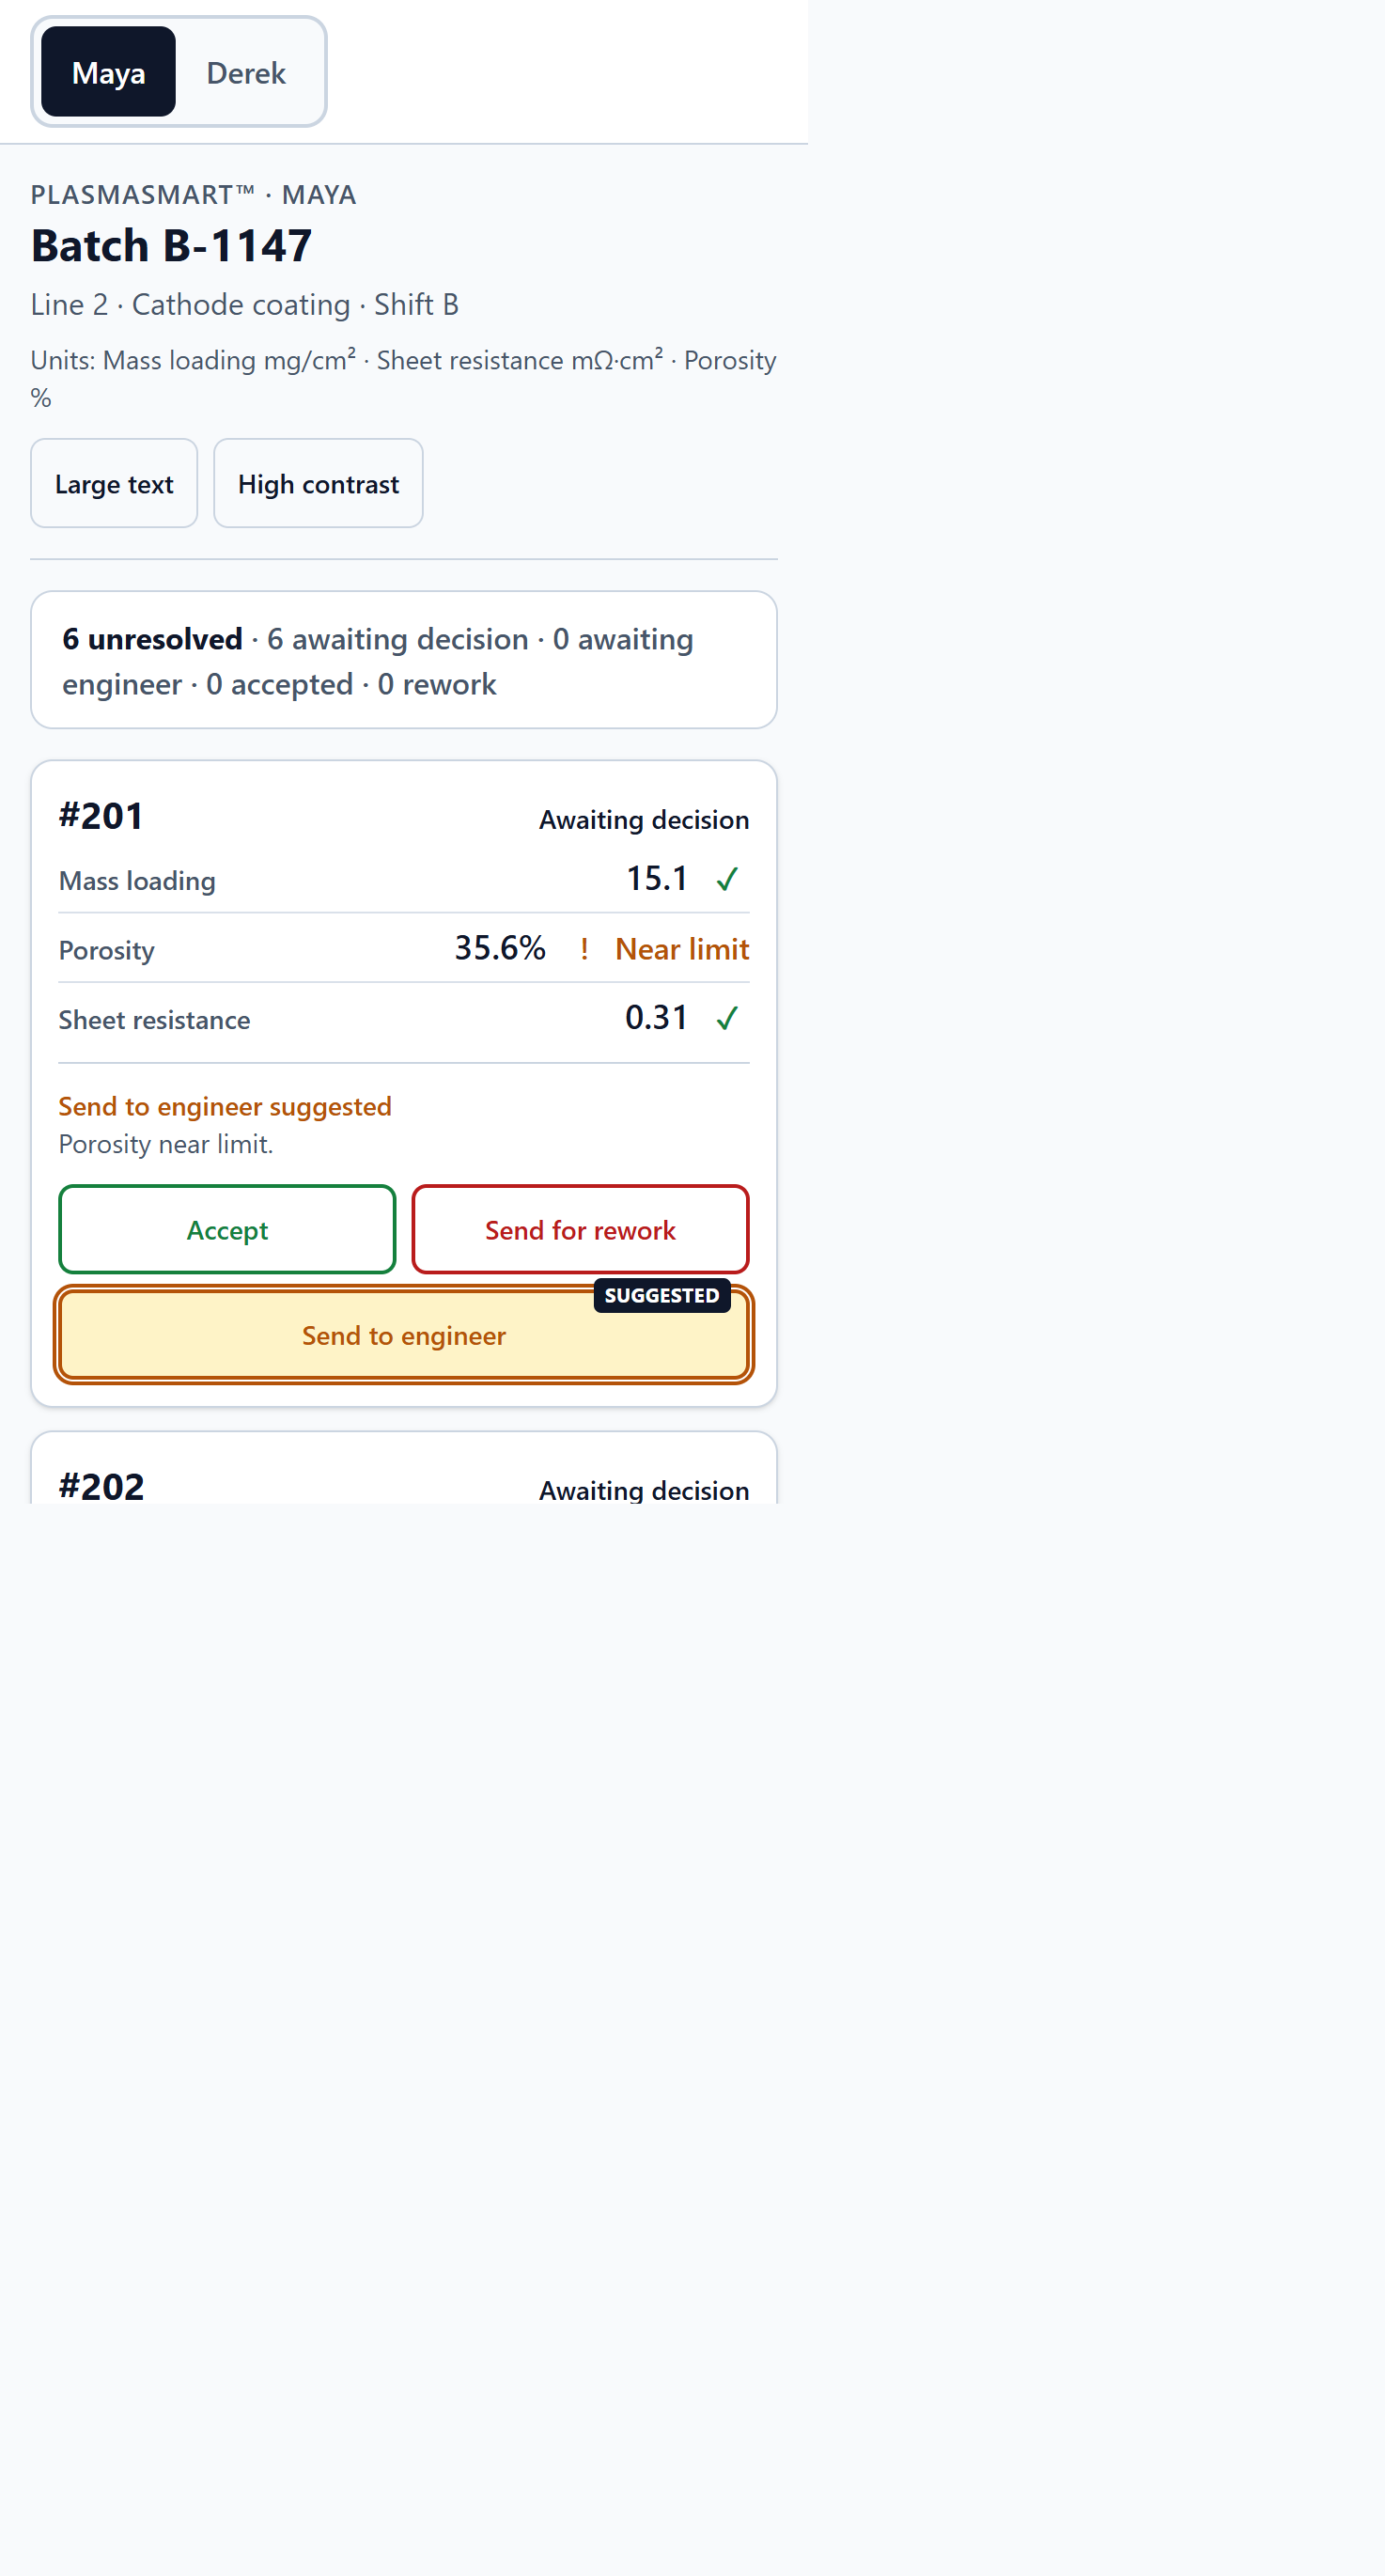 Maya Derek
PLASMASMART™ · MAYA
Batch B-1147
Line 2 · Cathode coating · Shift B
Units: Mass loading mg/cm² · Sheet resistance mΩ·cm² · Porosity
%
Large text High contrast
6 unresolved · 6 awaiting decision · 0 awaiting
engineer · 0 accepted · 0 rework
#201 Awaiting decision
Mass loading 15.1 ✓
Porosity 35.6% ! Near limit
Sheet resistance 0.31 ✓
Send to engineer suggested
Porosity near limit.
Accept Send for rework
SUGGESTED
Send to engineer
#202 Awaiting decision